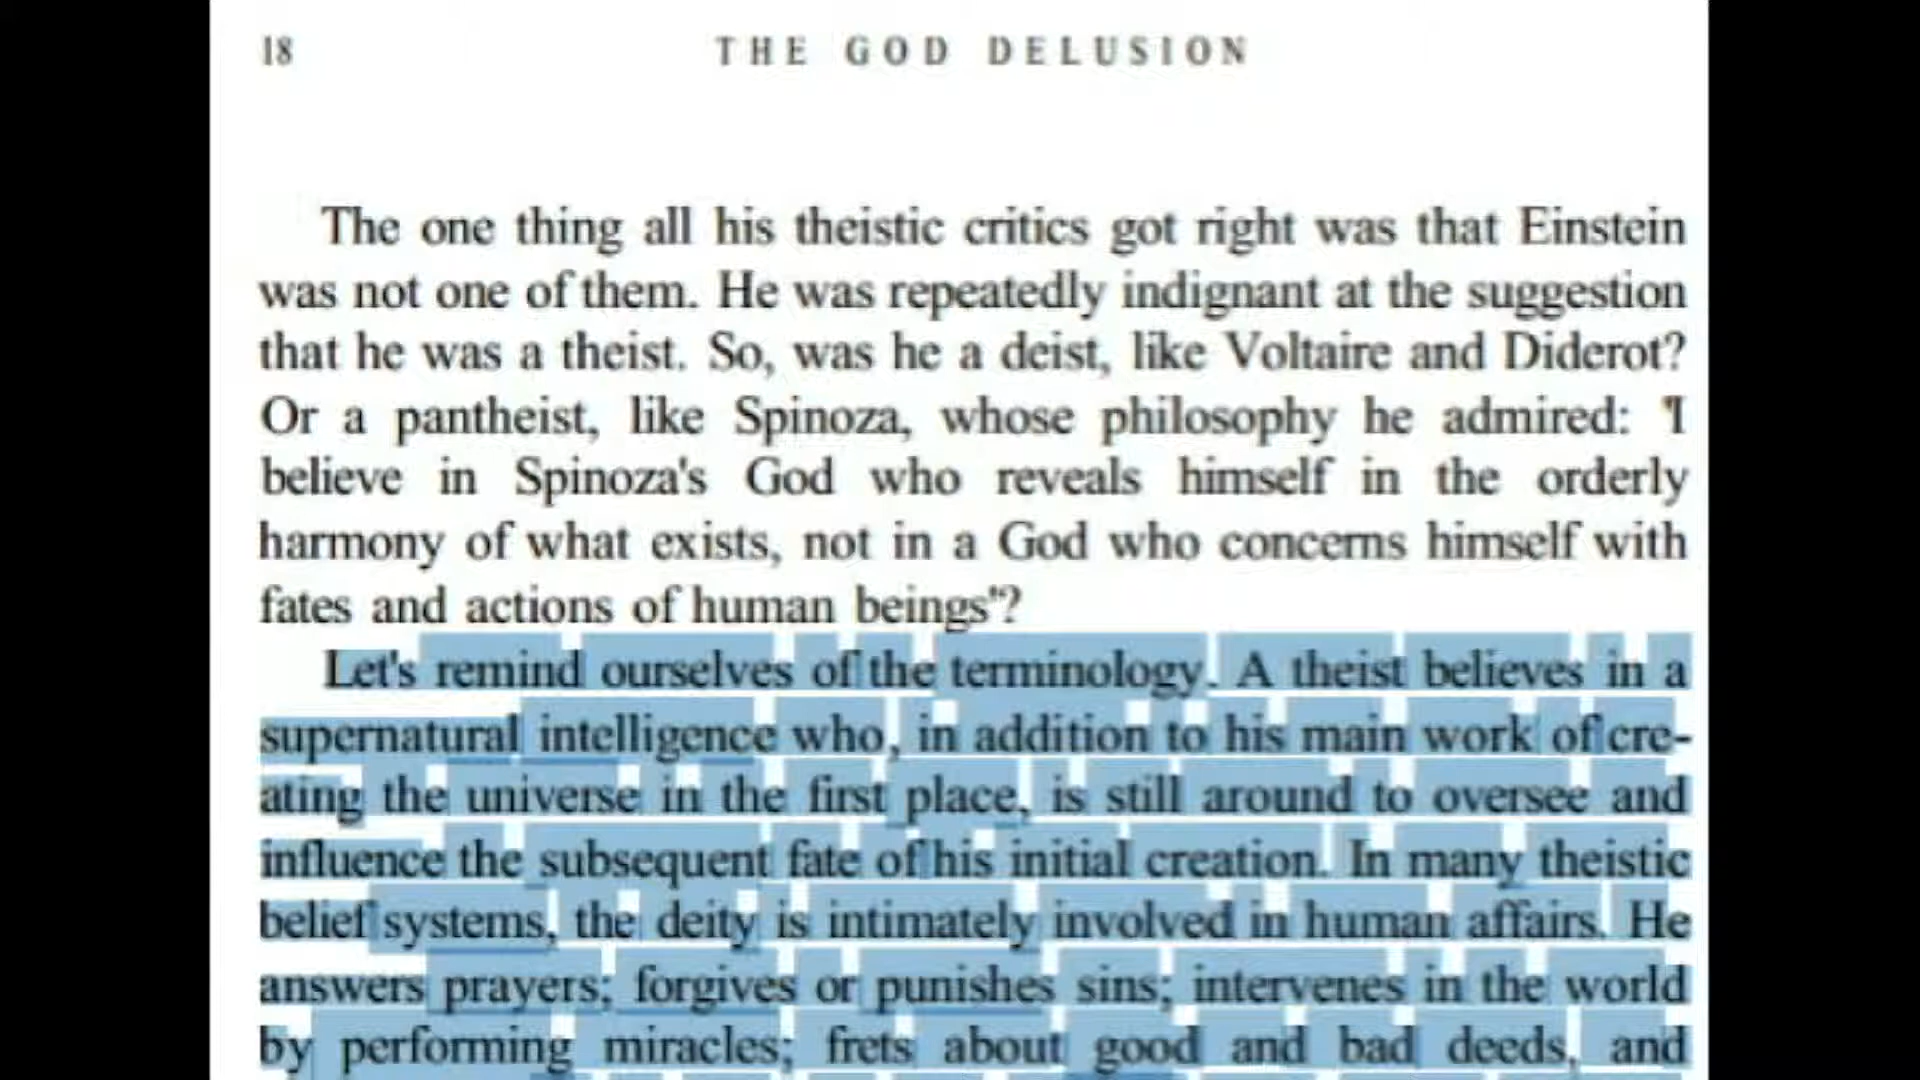 18 THE GOD DELUSION
The one thing all his theistic critics got right was that Einstein
was not one of them. He was repeatedly indignant at the suggestion
that he was a theist. So, was he a deist, like Voltaire and Diderot?
Or a pantheist, like Spinoza, whose philosophy he admired: 'I
believe in Spinoza's God who reveals himself in the orderly
harmony of what exists, not in a God who concerns himself with
fates and actions of human beings'?
Let's remind ourselves of the terminology. A theist believes in a
supernatural intelligence who, in addition to his main work of cre-
ating the universe in the first place, is still around to oversee and
influence the subsequent fate of his initial creation. In many theistic
belief systems, the deity is intimately involved in human affairs. He
answers prayers; forgives or punishes sins; intervenes in the world
by performing miracles; frets about good and bad deeds, and